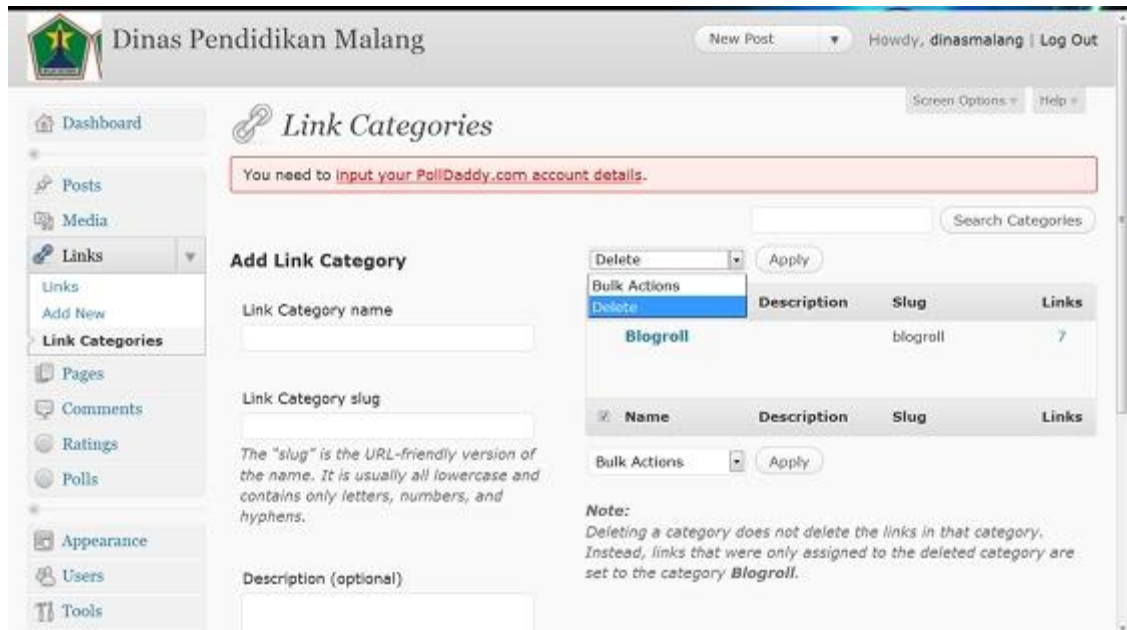 Dinas Pendidikan Malang
New Post
Howdy, dinasmalang | Log Out
Screen Options
Help
Dashboard
Posts
Media
Links
Links
Add New
Link Categories
Pages
Comments
Ratings
Polls
Appearance
Users
Tools
Link Categories
You need to input your PollDaddy.com account details.
Search Categories
Add Link Category
Link Category name
Link Category slug
The "slug" is the URL-friendly version of
the name. It is usually all lowercase and
contains only letters, numbers, and
hyphens.
Description (optional)
Delete
Apply
Bulk Actions
Delete
Description Slug Links
Blogroll blogroll 7
Name Description Slug Links
Bulk Actions
Apply
Note:
Deleting a category does not delete the links in that category.
Instead, links that were only assigned to the deleted category are
set to the category Blogroll.